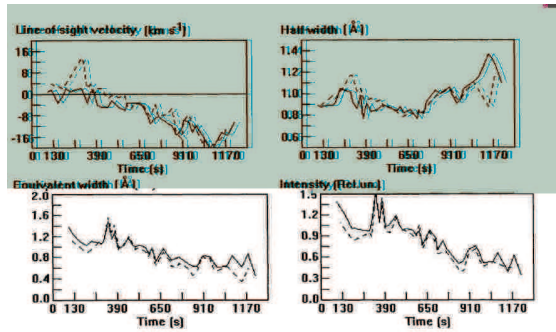 Line of sight velocity [km s⁻¹]
16
8
0
-8
-16
0 130 390 650 910 1170
Time (s)
Half width [Å]
1.4
1.2
1.0
0.8
0.6
0 130 390 650 910 1170
Time (s)
Equivalent width [Å]
2.0
1.6
1.2
0.8
0.4
0.0
0 130 390 650 910 1170
Time (s)
Intensity (Rel.un.)
1.5
1.2
0.9
0.6
0.3
0.0
0 130 390 650 910 1170
Time (s)